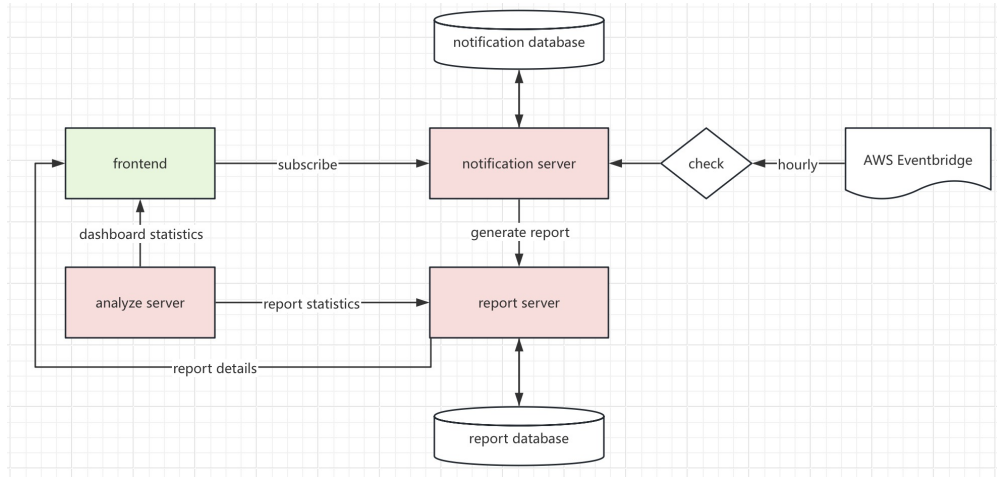 notification database
frontend
subscribe
notification server
check
hourly
AWS Eventbridge
dashboard statistics
generate report
analyze server
report statistics
report server
report details
report database